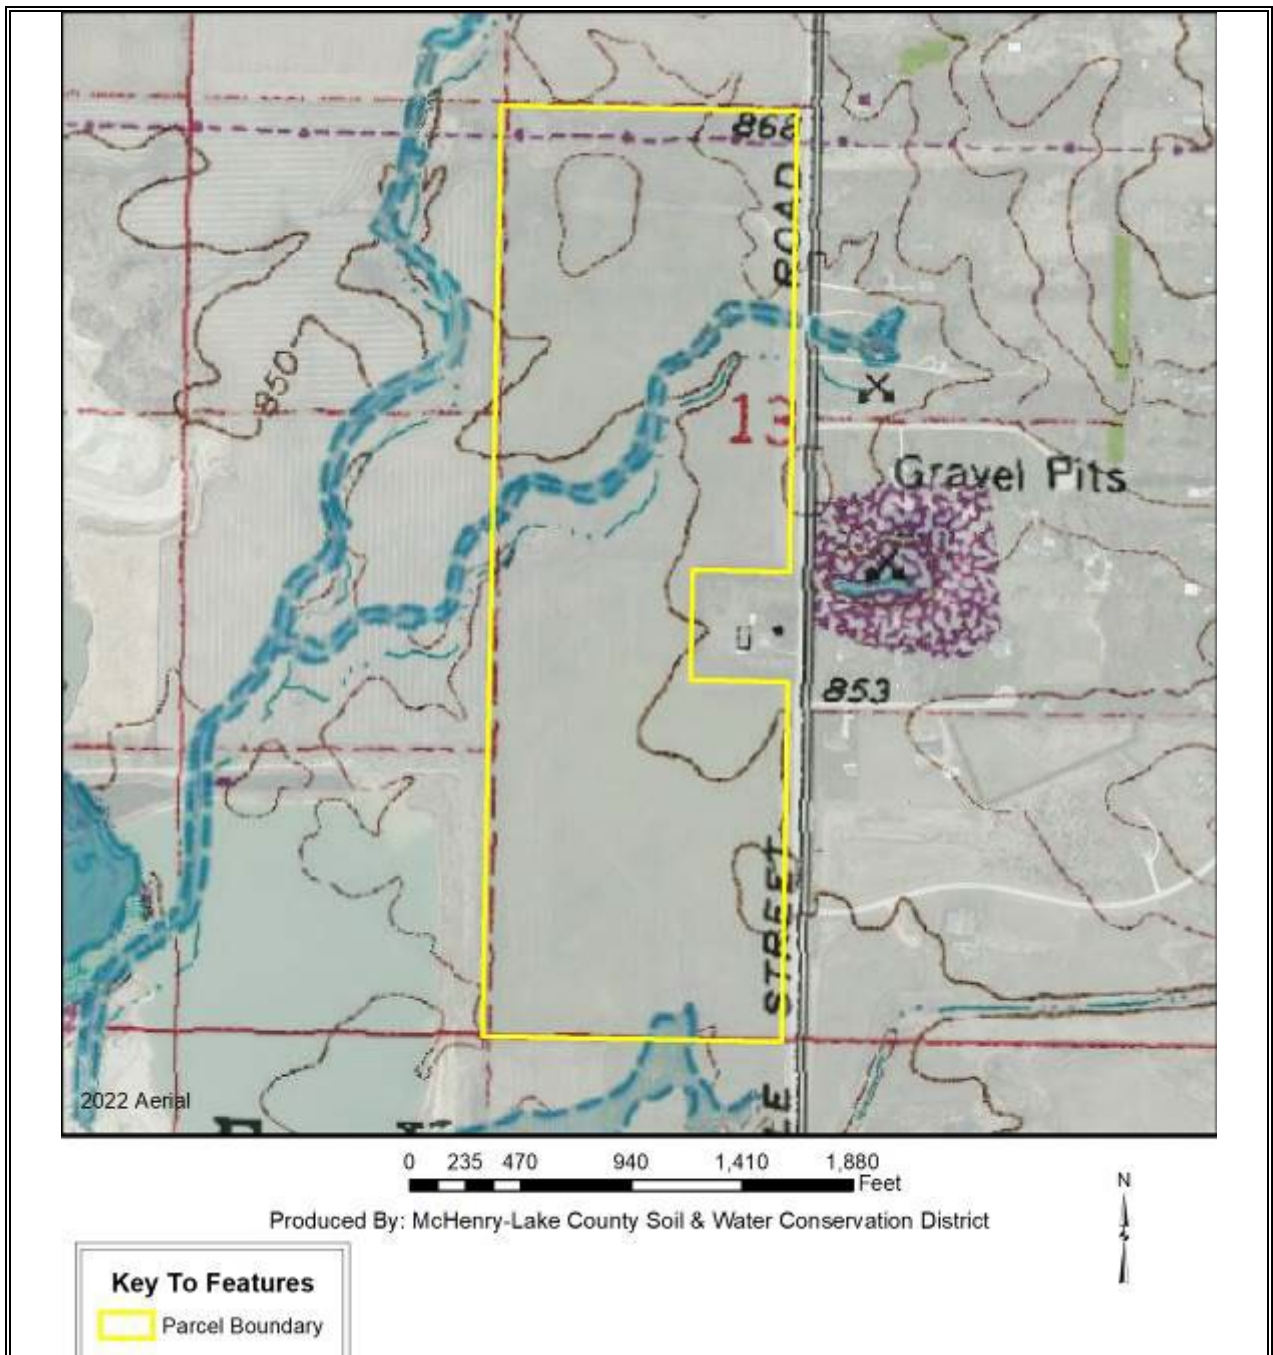 868
ROAD
850
13
Gravel Pits
853
STREET
LE
2022 Aerial
0 235 470 940 1,410 1,880
Feet
N
Produced By: McHenry-Lake County Soil & Water Conservation District
Key To Features
Parcel Boundary